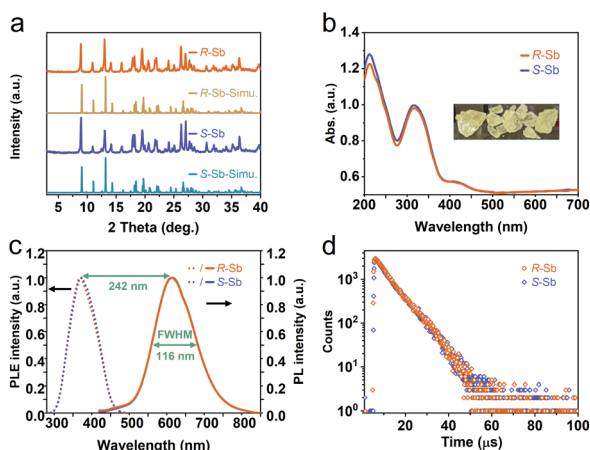 a
Intensity (a.u.)
R-Sb
R-Sb-Simu.
S-Sb
S-Sb-Simu.
5 10 15 20 25 30 35 40
2 Theta (deg.)
b
Abs. (a.u.)
1.4
1.2
1.0
0.8
0.6
R-Sb
S-Sb
200 300 400 500 600 700
Wavelength (nm)
c
PLE intensity (a.u.)
1.2
1.0
0.8
0.6
0.4
0.2
0.0
/ R-Sb
/ S-Sb
242 nm
FWHM
116 nm
1.2
1.0
0.8
0.6
0.4
0.2
0.0
PL intensity (a.u.)
300 400 500 600 700 800
Wavelength (nm)
d
Counts
10³
10²
10¹
10⁰
R-Sb
S-Sb
20 40 60 80 100
Time (μs)